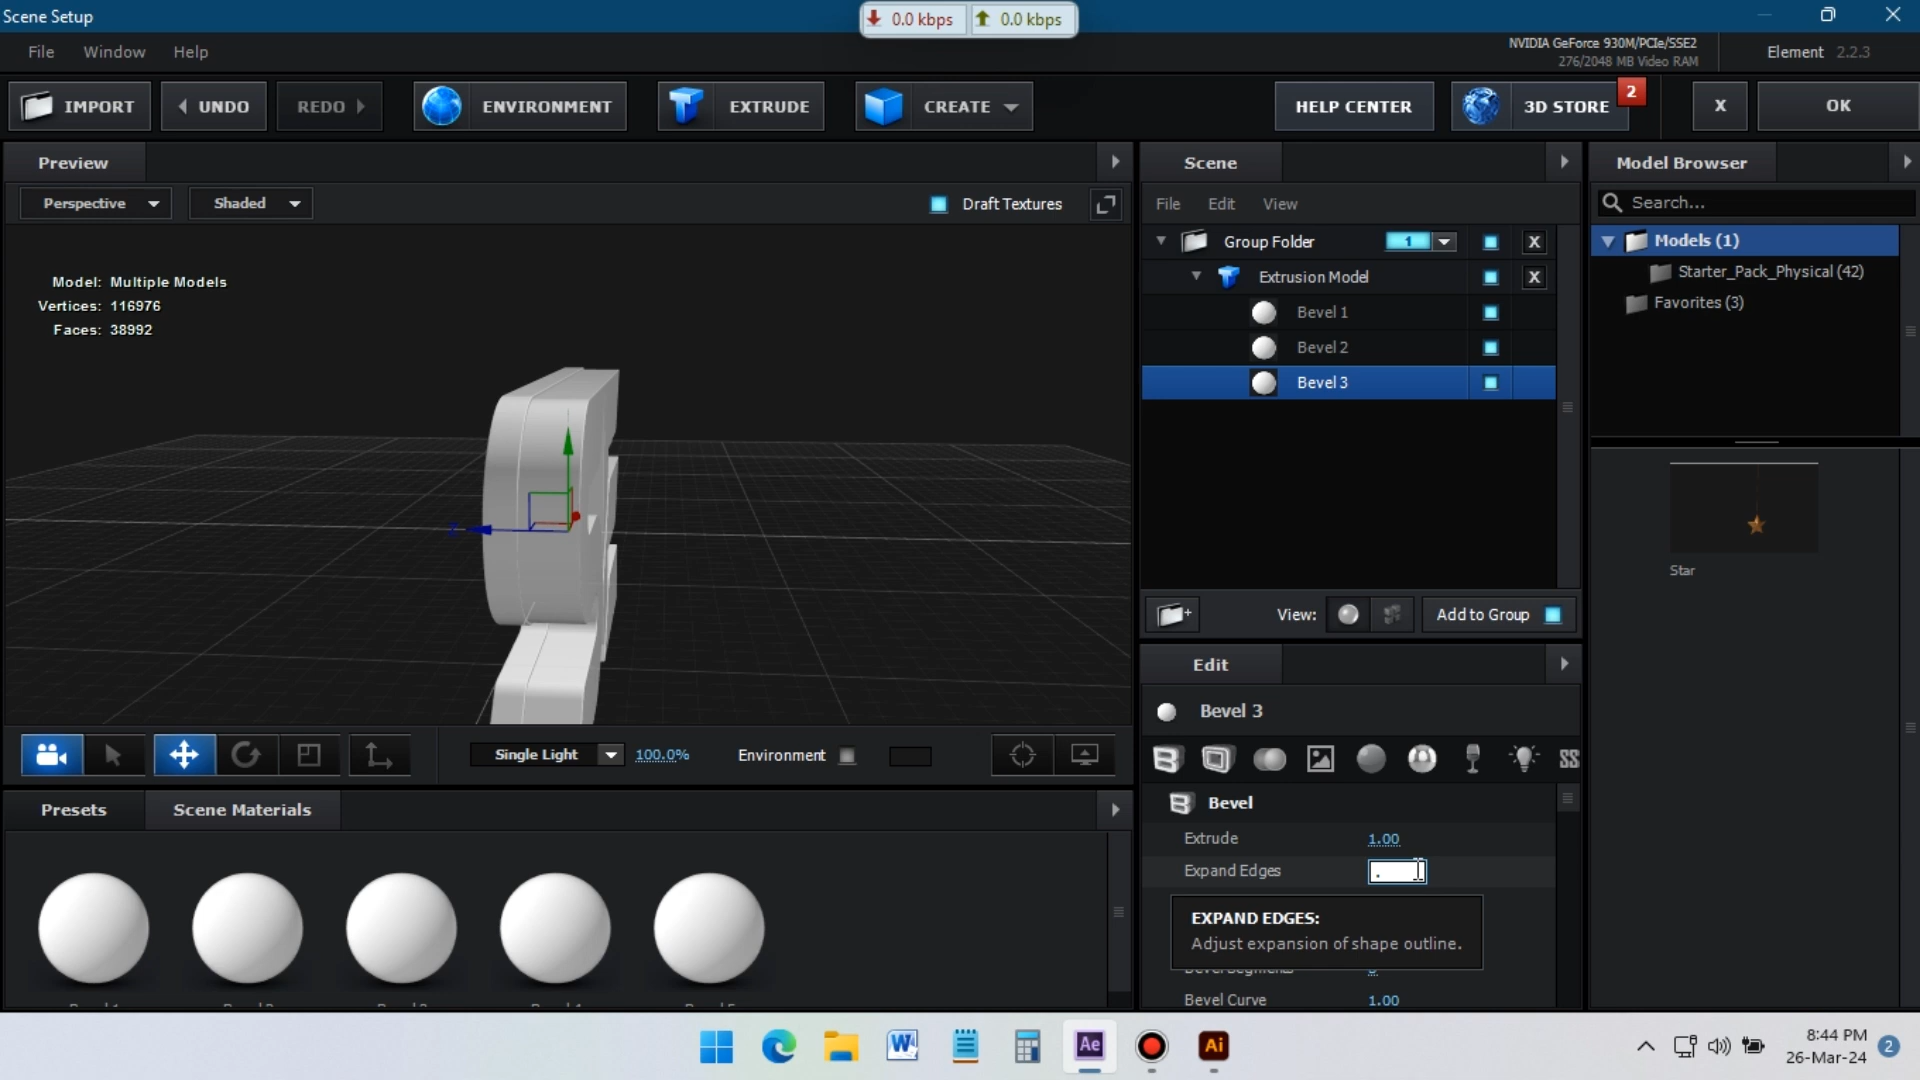 Scene Setup
0.0 kbps 0.0 kbps
File Window Help
NVIDIA GeForce 930M/PCIe/SSE2
276/2048 MB Video RAM
Element 2.2.3
IMPORT UNDO REDO ENVIRONMENT EXTRUDE CREATE HELP CENTER 3D STORE 2 X OK
Preview
Perspective Shaded Draft Textures
Model: Multiple Models
Vertices: 116976
Faces: 38992
Z
Single Light 100.0% Environment
Presets Scene Materials
Scene
File Edit View
Group Folder 1 X
Extrusion Model X
Bevel 1
Bevel 2
Bevel 3
View: Add to Group
Edit
Bevel 3
Bevel
Extrude 1.00
Expand Edges .
EXPAND EDGES:
Adjust expansion of shape outline.
Bevel Curve 1.00
Model Browser
Search...
Models (1)
Starter_Pack_Physical (42)
Favorites (3)
Star
W Ae Ai
8:44 PM
26-Mar-24
2